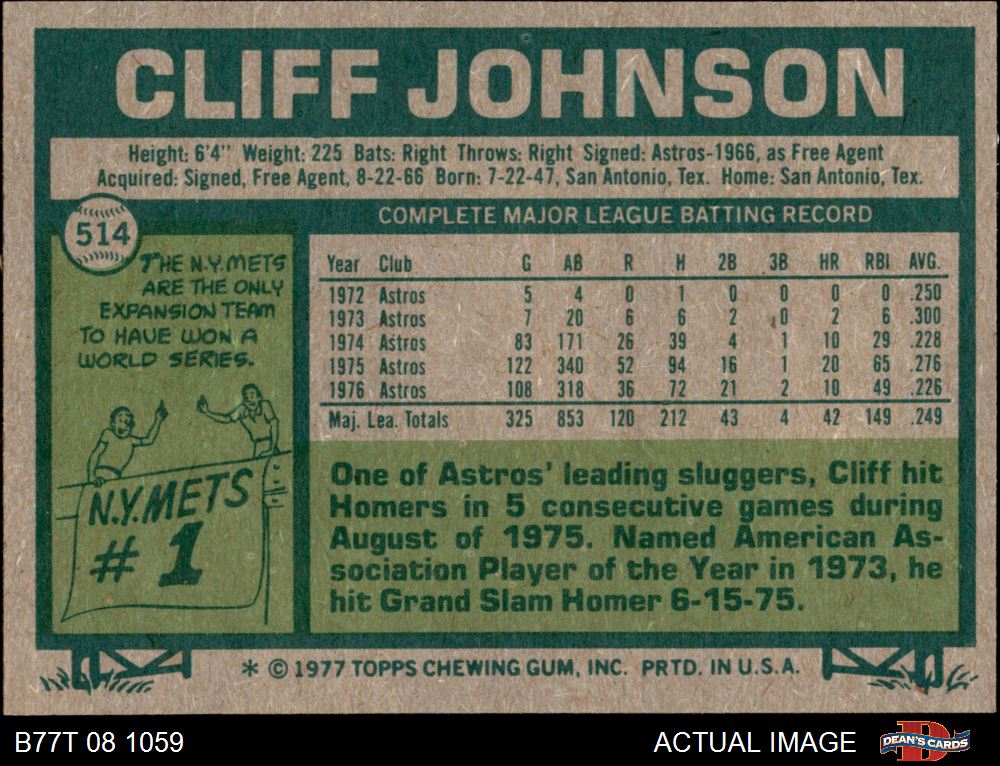 CLIFF JOHNSON
Height: 6'4" Weight: 225 Bats: Right Throws: Right Signed: Astros-1966, as Free Agent
Acquired: Signed, Free Agent, 8-22-66 Born: 7-22-47, San Antonio, Tex. Home: San Antonio, Tex.
514
THE N.Y. METS
ARE THE ONLY
EXPANSION TEAM
TO HAVE WON A
WORLD SERIES.
N.Y. METS
# 1
COMPLETE MAJOR LEAGUE BATTING RECORD
Year Club G AB R H 2B 3B HR RBI AVG.
1972 Astros 5 4 0 1 0 0 0 0 .250
1973 Astros 7 20 6 6 2 0 2 6 .300
1974 Astros 83 171 26 39 4 1 10 29 .228
1975 Astros 122 340 52 94 16 1 20 65 .276
1976 Astros 108 318 36 72 21 2 10 49 .226
Maj. Lea. Totals 325 853 120 212 43 4 42 149 .249
One of Astros' leading sluggers, Cliff hit
Homers in 5 consecutive games during
August of 1975. Named American As-
sociation Player of the Year in 1973, he
hit Grand Slam Homer 6-15-75.
* © 1977 TOPPS CHEWING GUM, INC. PRTD. IN U.S.A.
B77T 08 1059
ACTUAL IMAGE
DEAN'S CARDS